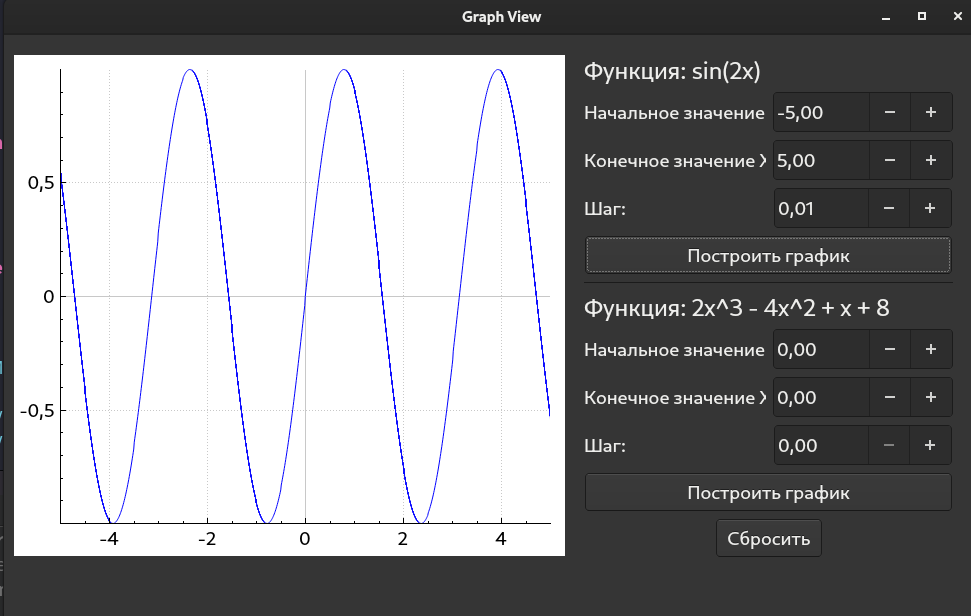 Graph View
0,5
0
-0,5
-4
-2
0
2
4
Функция: sin(2x)
Начальное значение -5,00 − +
Конечное значение X 5,00 − +
Шаг: 0,01 − +
Построить график
Функция: 2x^3 - 4x^2 + x + 8
Начальное значение 0,00 − +
Конечное значение X 0,00 − +
Шаг: 0,00 − +
Построить график
Сбросить